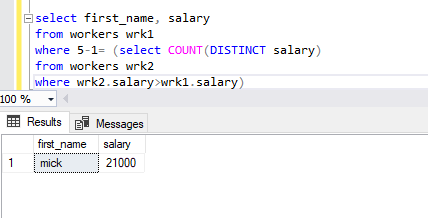 select first_name, salary
from workers wrk1
where 5-1= (select COUNT(DISTINCT salary)
from workers wrk2
where wrk2.salary>wrk1.salary)
100 %
Results Messages
first_name salary
1 mick 21000